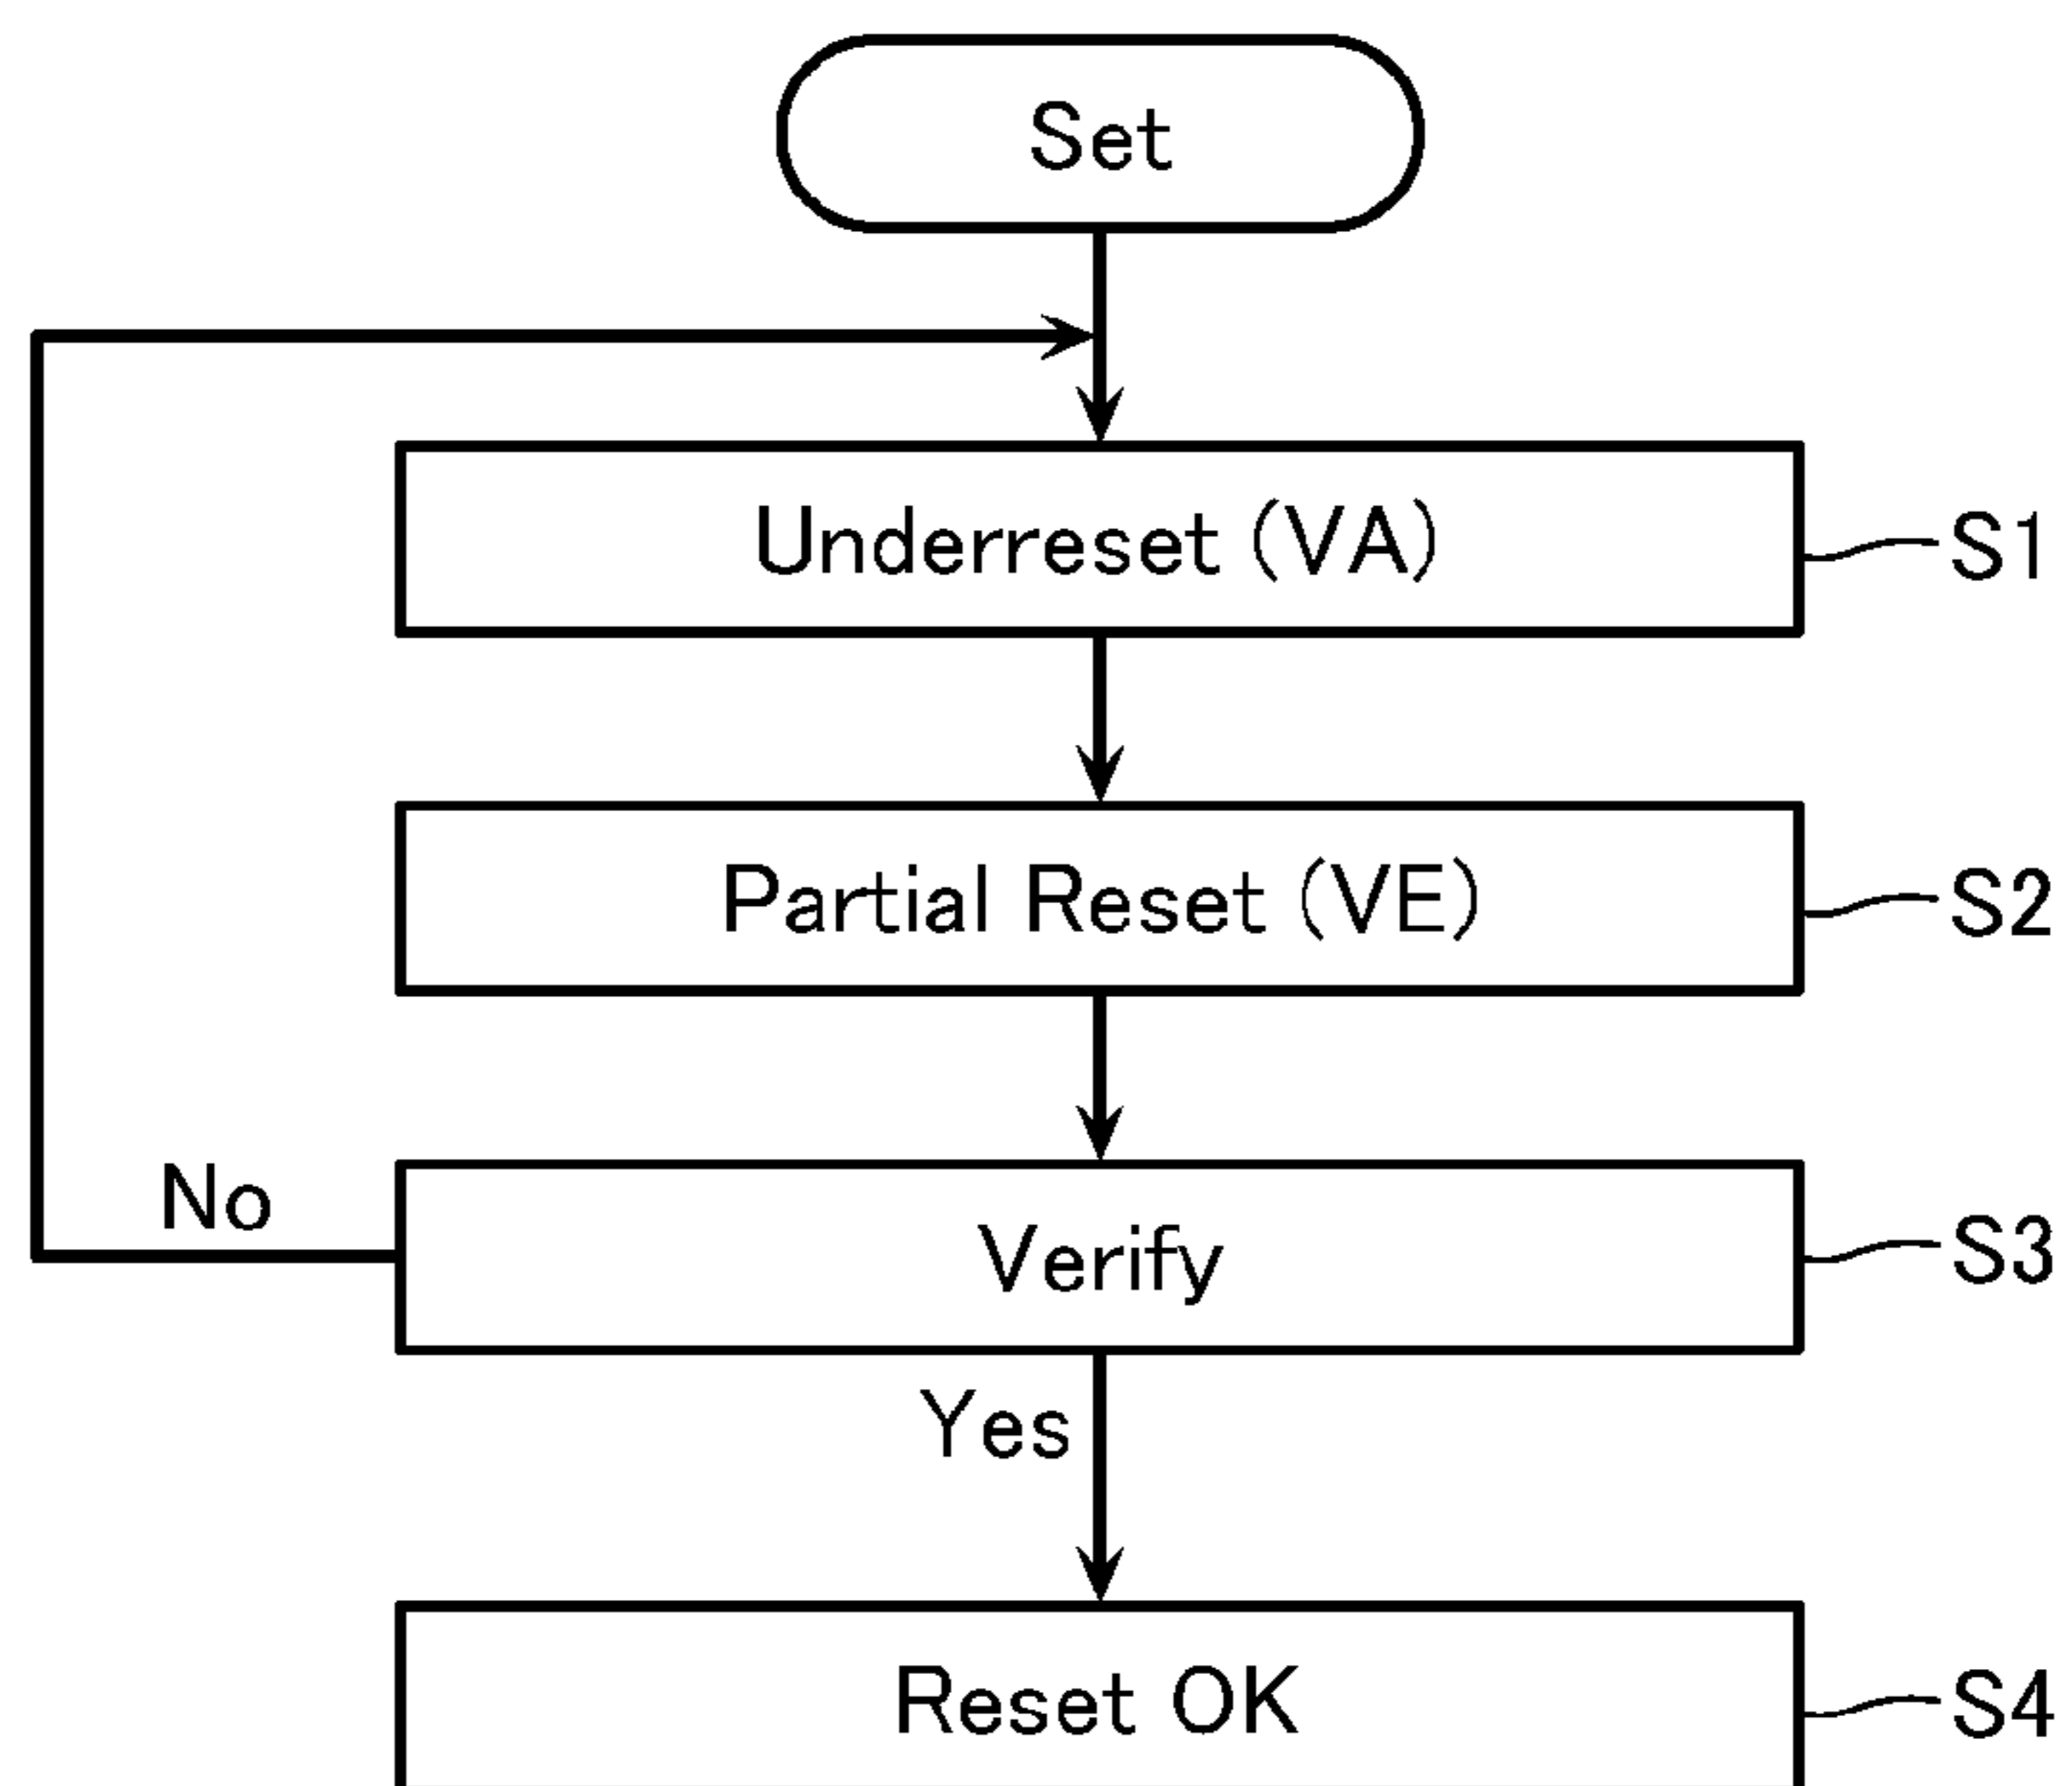 Set
Underreset (VA)
S1
Partial Reset (VE)
S2
No
Verify
S3
Yes
Reset OK
S4